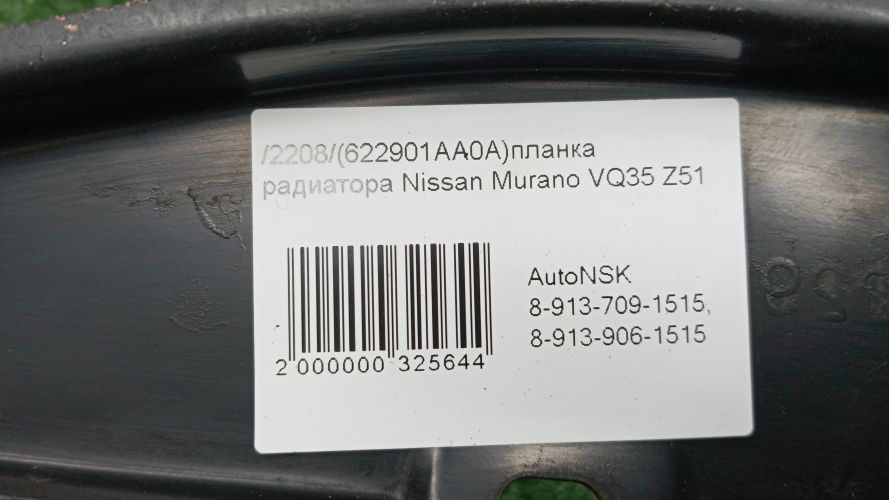 /2208/(622901AA0A)планка
радиатора Nissan Murano VQ35 Z51
AutoNSK
8-913-709-1515,
8-913-906-1515
2 000000 325644